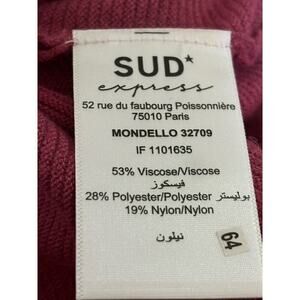 SUD*
express
52 rue du faubourg Poissonnière
75010 Paris
MONDELLO 32709
IF 1101635
53% Viscose/Viscose
فيسكوز
28% Polyester/Polyester بوليستر
19% Nylon/Nylon
نيلون
64